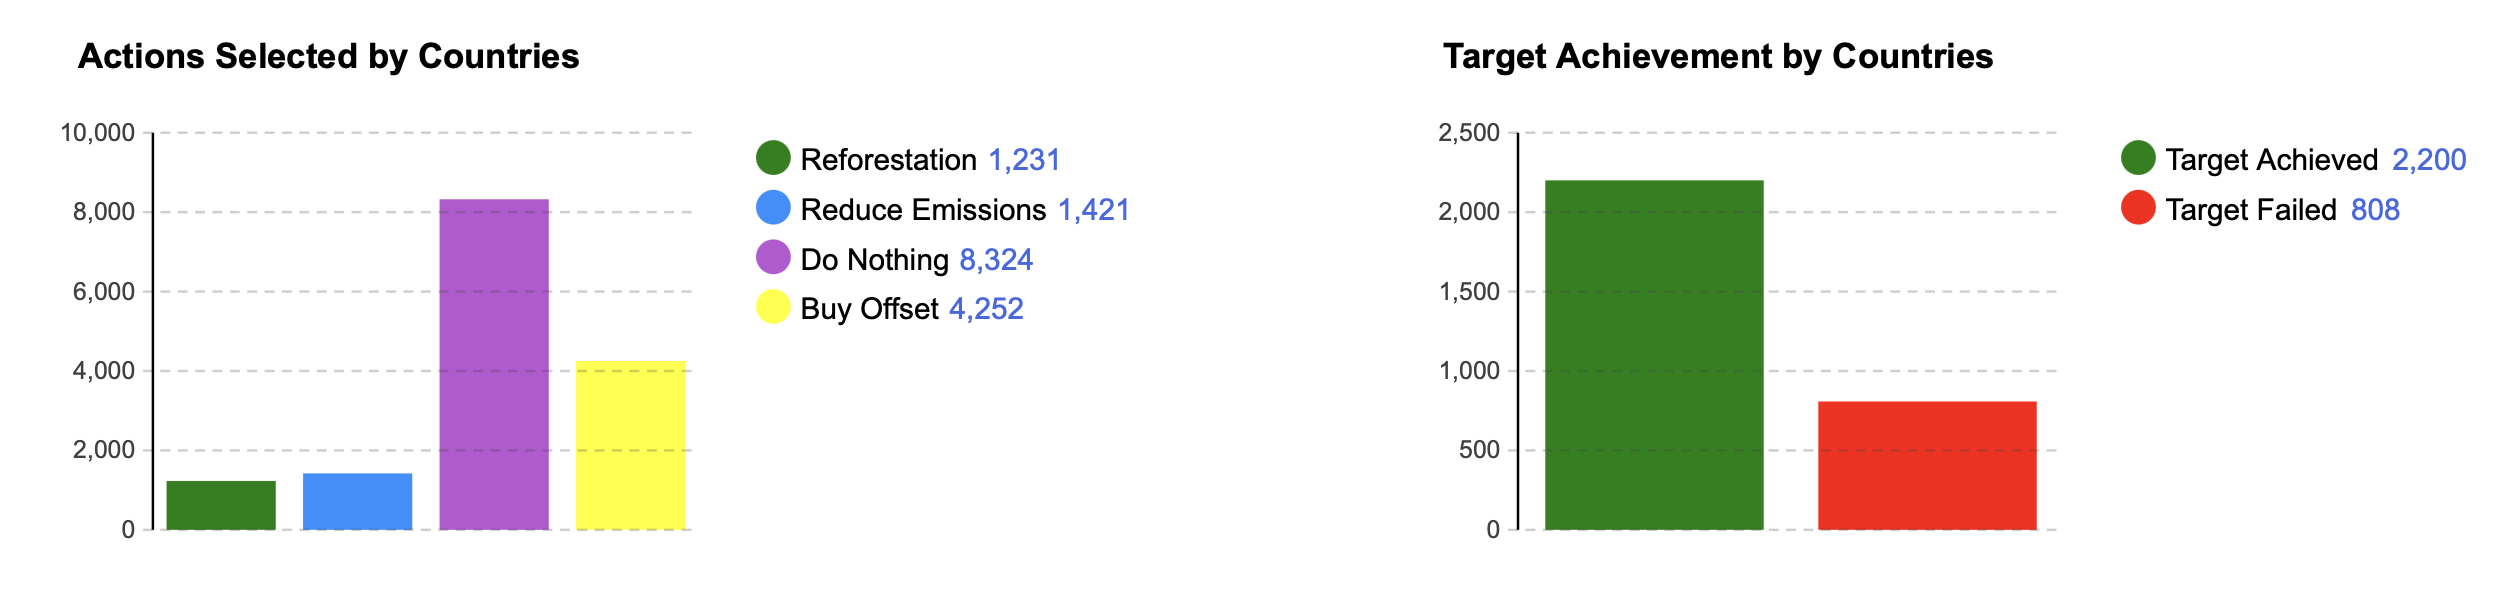 Actions Selected by Countries
10,000
8,000
6,000
4,000
2,000
0
Reforestation 1,231
Reduce Emissions 1,421
Do Nothing 8,324
Buy Offset 4,252
Target Achievement by Countries
2,500
2,000
1,500
1,000
500
0
Target Achieved 2,200
Target Failed 808